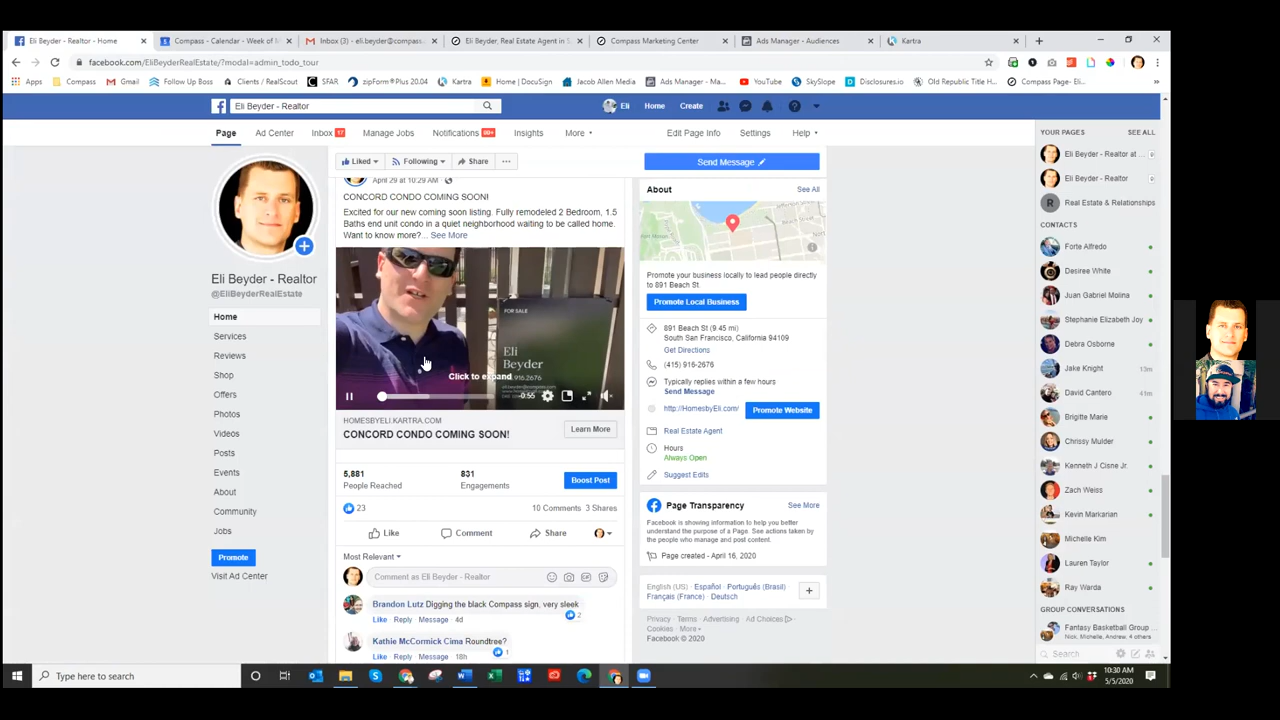 Eli Beyder - Realtor - Home
Compass - Calendar - Week of M
Inbox (3) - eli.beyder@compass.
Eli Beyder, Real Estate Agent in S
Compass Marketing Center
Ads Manager - Audiences
Kartra
facebook.com/EliBeyderRealEstate/?modal=admin_todo_tour
Apps
Compass
Gmail
Follow Up Boss
Clients / RealScout
SFAR
zipForm®Plus 20.04
Kartra
Home | DocuSign
Jacob Allen Media
Ads Manager - Ma...
YouTube
SkySlope
Disclosures.io
Old Republic Title H...
Compass Page- Eli...
Eli Beyder - Realtor
Eli
Home
Create
Page
Ad Center
Inbox 17
Manage Jobs
Notifications 99+
Insights
More
Edit Page Info
Settings
Help
Liked
Following
Share
Send Message
Eli Beyder - Realtor
@EliBeyderRealEstate
Home
Services
Reviews
Shop
Offers
Photos
Videos
Posts
Events
About
Community
Jobs
Promote
Visit Ad Center
April 29 at 10:29 AM
CONCORD CONDO COMING SOON!
Excited for our new coming soon listing. Fully remodeled 2 Bedroom, 1.5
Baths end unit condo in a quiet neighborhood waiting to be called home.
Want to know more?... See More
FOR SALE
Eli
Beyder
916.2676
Click to expand
-0:55
HOMESBYELI.KARTRA.COM
CONCORD CONDO COMING SOON!
Learn More
5,881
People Reached
831
Engagements
Boost Post
23
10 Comments 3 Shares
Like
Comment
Share
Most Relevant
Comment as Eli Beyder - Realtor
Brandon Lutz Digging the black Compass sign, very sleek
2
Like Reply Message 4d
Kathie McCormick Cima Roundtree?
1
Like Reply Message 18h
About
See All
Promote your business locally to lead people directly
to 891 Beach St.
Promote Local Business
891 Beach St (9.45 mi)
South San Francisco, California 94109
Get Directions
(415) 916-2676
Typically replies within a few hours
Send Message
http://HomesbyEli.com/
Promote Website
Real Estate Agent
Hours
Always Open
Suggest Edits
Page Transparency
See More
Facebook is showing information to help you better
understand the purpose of a Page. See actions taken by
the people who manage and post content.
Page created - April 16, 2020
English (US) · Español · Português (Brasil) ·
Français (France) · Deutsch
Privacy · Terms · Advertising · Ad Choices
Cookies · More
Facebook © 2020
YOUR PAGES
SEE ALL
Eli Beyder - Realtor at ...
Eli Beyder - Realtor
R
Real Estate & Relationships
CONTACTS
Forte Alfredo
Desiree White
Juan Gabriel Molina
Stephanie Elizabeth Joy
Debra Osborne
Jake Knight 13m
David Cantero 41m
Brigitte Marie
Chrissy Mulder
Kenneth J Cisne Jr.
Zach Weiss
Kevin Markarian
Michelle Kim
Lauren Taylor
Ray Warda
GROUP CONVERSATIONS
Fantasy Basketball Group ...
Nick, Michelle, Andrew, 4 others
Search
Type here to search
10:30 AM
5/5/2020